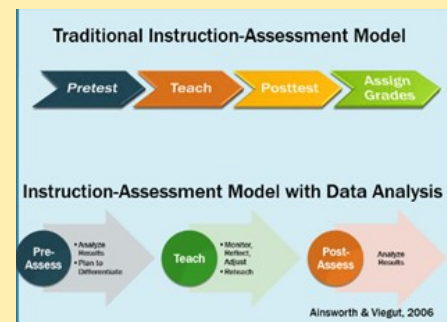 Traditional Instruction-Assessment Model
Pretest
Teach
Posttest
Assign
Grades
Instruction-Assessment Model with Data Analysis
Pre-
Assess
• Analyze
Results
• Plan to
Differentiate
Teach
• Monitor,
Reflect,
Adjust
• Reteach
Post-
Assess
Analyze
Results
Ainsworth & Viegut, 2006